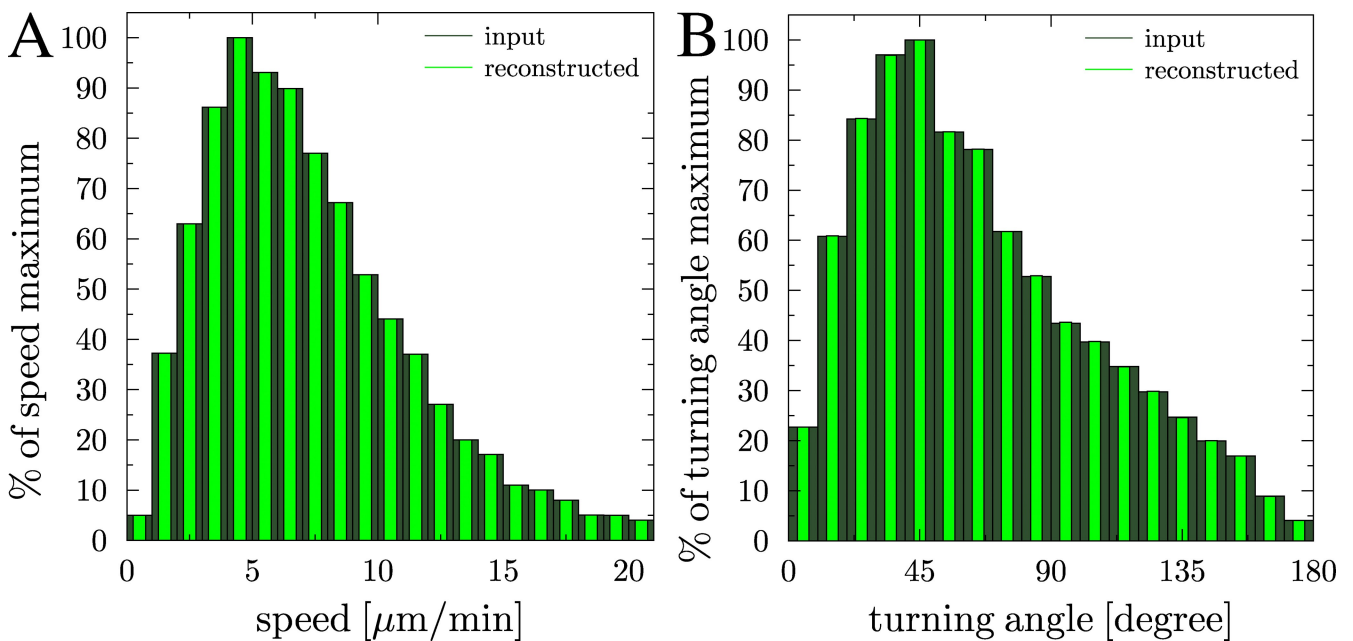 A
% of speed maximum
100
90
80
70
60
50
40
30
20
10
0
input
reconstructed
0 5 10 15 20
speed [μm/min]
B
% of turning angle maximum
100
90
80
70
60
50
40
30
20
10
0
input
reconstructed
0 45 90 135 180
turning angle [degree]